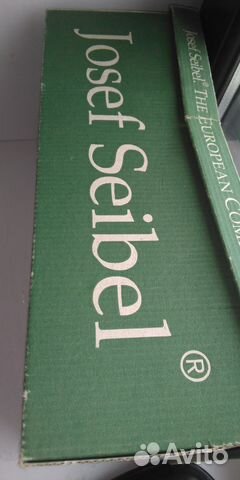 Josef Seibel®
Josef Seibel® THE EUROPEAN COM
Avito